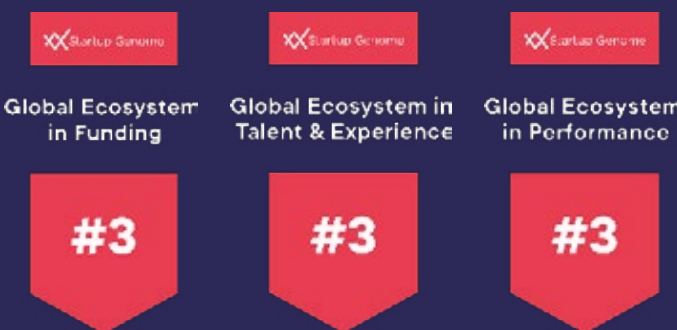 Startup Genome
Global Ecosystem
in Funding
#3
Startup Genome
Global Ecosystem in
Talent & Experience
#3
Startup Genome
Global Ecosystem
in Performance
#3